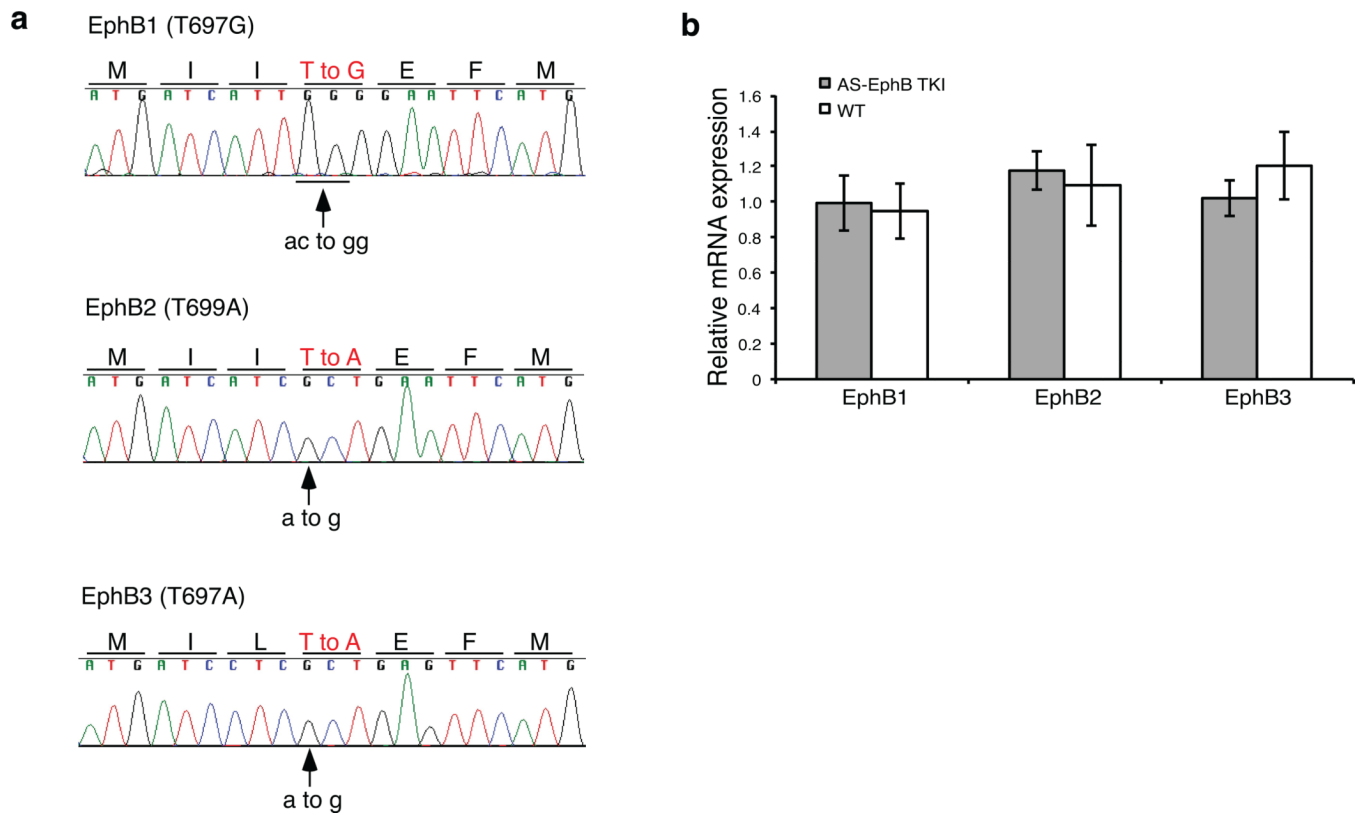 a
EphB1 (T697G)
M I I T to G E F M
A T G A T C A T T G G G G A A T T C A T G
ac to gg
EphB2 (T699A)
M I I T to A E F M
A T G A T C A T C G C T G A A T T C A T G
a to g
EphB3 (T697A)
M I L T to A E F M
A T G A T C C T C G C T G A G T T C A T G
a to g
b
AS-EphB TKI
WT
Relative mRNA expression
1.6
1.4
1.2
1.0
0.8
0.6
0.4
0.2
0
EphB1 EphB2 EphB3